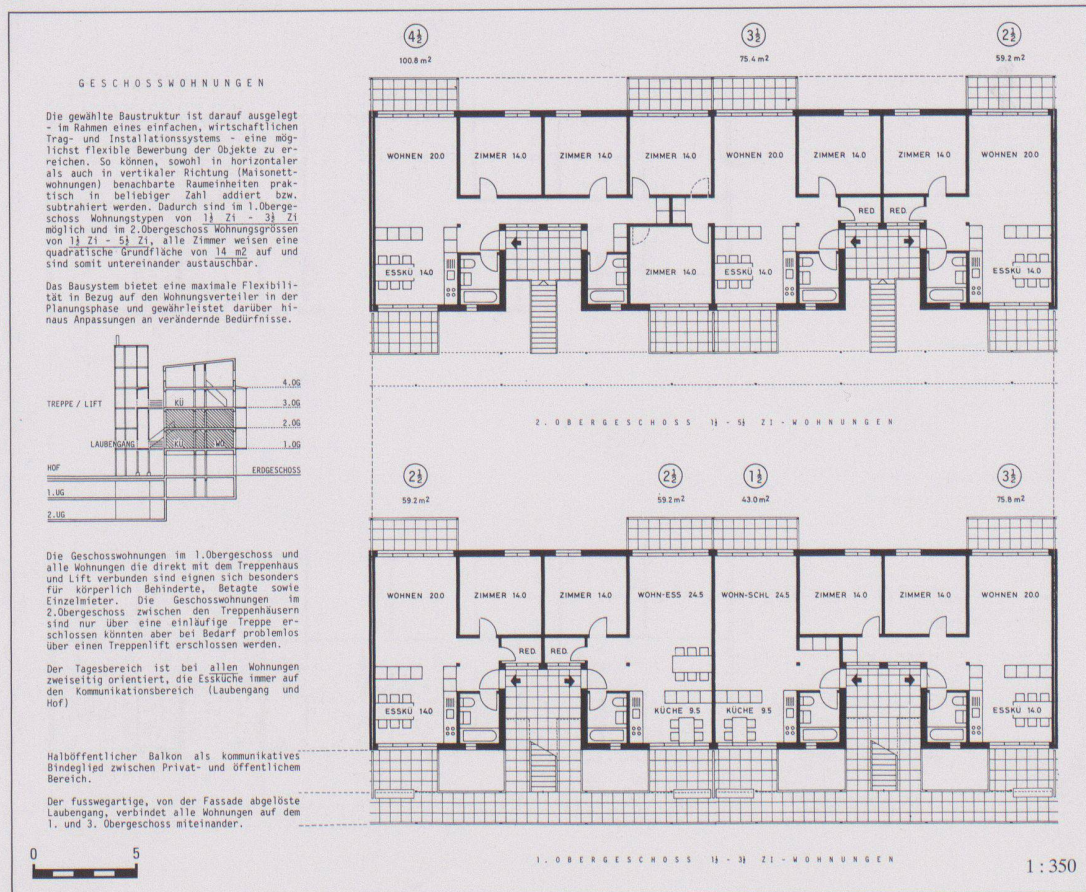 GESCHOSSWOHNUNGEN
Die gewählte Baustruktur ist darauf ausgelegt
- im Rahmen eines einfachen, wirtschaftlichen
Trag- und Installationssystems - eine mög-
lichst flexible Bewerbung der Objekte zu er-
reichen. So können, sowohl in horizontaler
als auch in vertikaler Richtung (Maisonett-
wohnungen) benachbarte Raumeinheiten prak-
tisch in beliebiger Zahl addiert bzw.
subtrahiert werden. Dadurch sind im 1.Oberge-
schoss Wohnungstypen von 1½ Zi - 3½ Zi
möglich und im 2.Obergeschoss Wohnungsgrössen
von 1½ Zi - 5½ Zi, alle Zimmer weisen eine
quadratische Grundfläche von 14 m2 auf und
sind somit untereinander austauschbar.
Das Bausystem bietet eine maximale Flexibili-
tät in Bezug auf den Wohnungsverteiler in der
Planungsphase und gewährleistet darüber hi-
naus Anpassungen an verändernde Bedürfnisse.
4.OG
TREPPE / LIFT KÜ 3.OG
2.OG
LAUBENGANG KÜ WO 1.OG
HOF ERDGESCHOSS
1.UG
2.UG
Die Geschosswohnungen im 1.Obergeschoss und
alle Wohnungen die direkt mit dem Treppenhaus
und Lift verbunden sind eignen sich besonders
für körperlich Behinderte, Betagte sowie
Einzelmieter. Die Geschosswohnungen im
2.Obergeschoss zwischen den Treppenhäusern
sind nur über eine einläufige Treppe er-
schlossen könnten aber bei Bedarf problemlos
über einen Treppenlift erschlossen werden.
Der Tagesbereich ist bei allen Wohnungen
zweiseitig orientiert, die Essküche immer auf
den Kommunikationsbereich (Laubengang und
Hof)
Halböffentlicher Balkon als kommunikatives
Bindeglied zwischen Privat- und öffentlichem
Bereich.
Der fusswegartige, von der Fassade abgelöste
Laubengang, verbindet alle Wohnungen auf dem
1. und 3. Obergeschoss miteinander.
0 5
4½ 3½ 2½
100.8 m² 75.4 m² 59.2 m²
WOHNEN 20.0 ZIMMER 14.0 ZIMMER 14.0 ZIMMER 14.0 WOHNEN 20.0 ZIMMER 14.0 ZIMMER 14.0 WOHNEN 20.0
RED. RED.
ESSKÜ 14.0 ZIMMER 14.0 ESSKÜ 14.0 ESSKÜ 14.0
2. OBERGESCHOSS 1½ - 5½ ZI - WOHNUNGEN
2½ 2½ 1½ 3½
59.2 m² 59.2 m² 43.0 m² 75.8 m²
WOHNEN 20.0 ZIMMER 14.0 ZIMMER 14.0 WOHN-ESS 24.5 WOHN-SCHL 24.5 ZIMMER 14.0 ZIMMER 14.0 WOHNEN 20.0
RED. RED.
ESSKÜ 14.0 KÜCHE 9.5 KÜCHE 9.5 ESSKÜ 14.0
1. OBERGESCHOSS 1½ - 3½ ZI - WOHNUNGEN
1 : 350